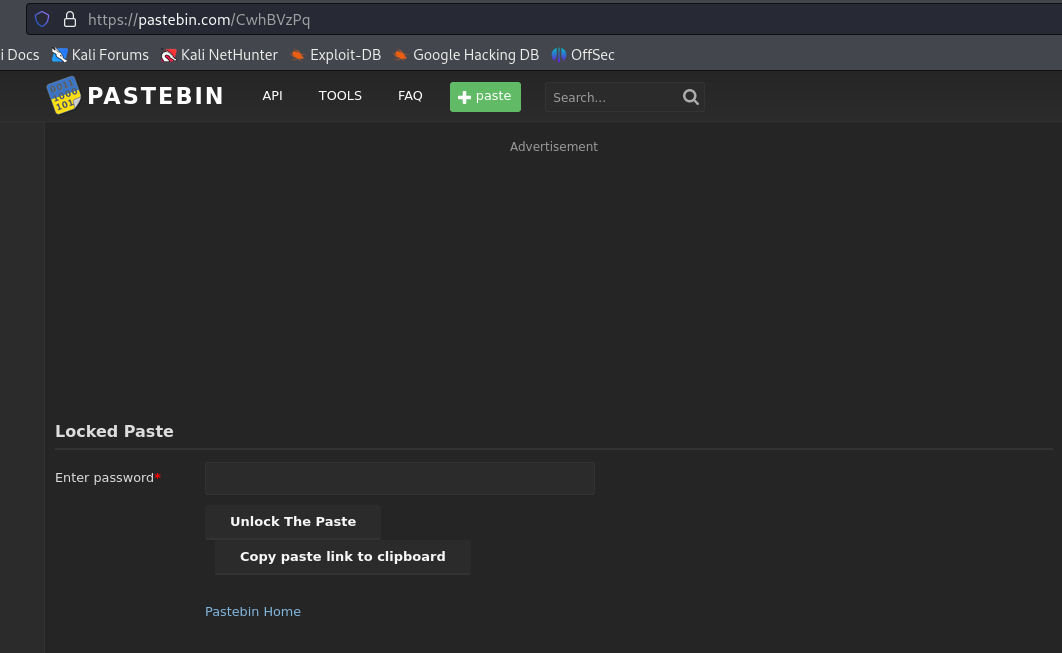 https://pastebin.com/CwhBVzPq
i Docs Kali Forums Kali NetHunter Exploit-DB Google Hacking DB OffSec
PASTEBIN API TOOLS FAQ paste Search...
Advertisement
Locked Paste
Enter password*
Unlock The Paste
Copy paste link to clipboard
Pastebin Home